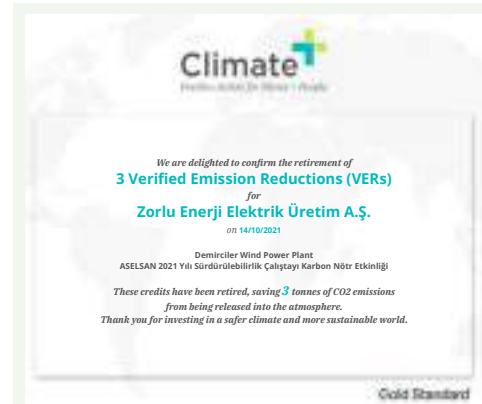 Climate+
We are delighted to confirm the retirement of
3 Verified Emission Reductions (VERs)
for
Zorlu Enerji Elektrik Üretim A.Ş.
on 14/10/2021
Demirciler Wind Power Plant
ASELSAN 2021 Yılı Sürdürülebilirlik Çalıştayı Karbon Nötr Etkinliği
These credits have been retired, saving 3 tonnes of CO2 emissions
from being released into the atmosphere.
Thank you for investing in a safer climate and more sustainable world.
Gold Standard